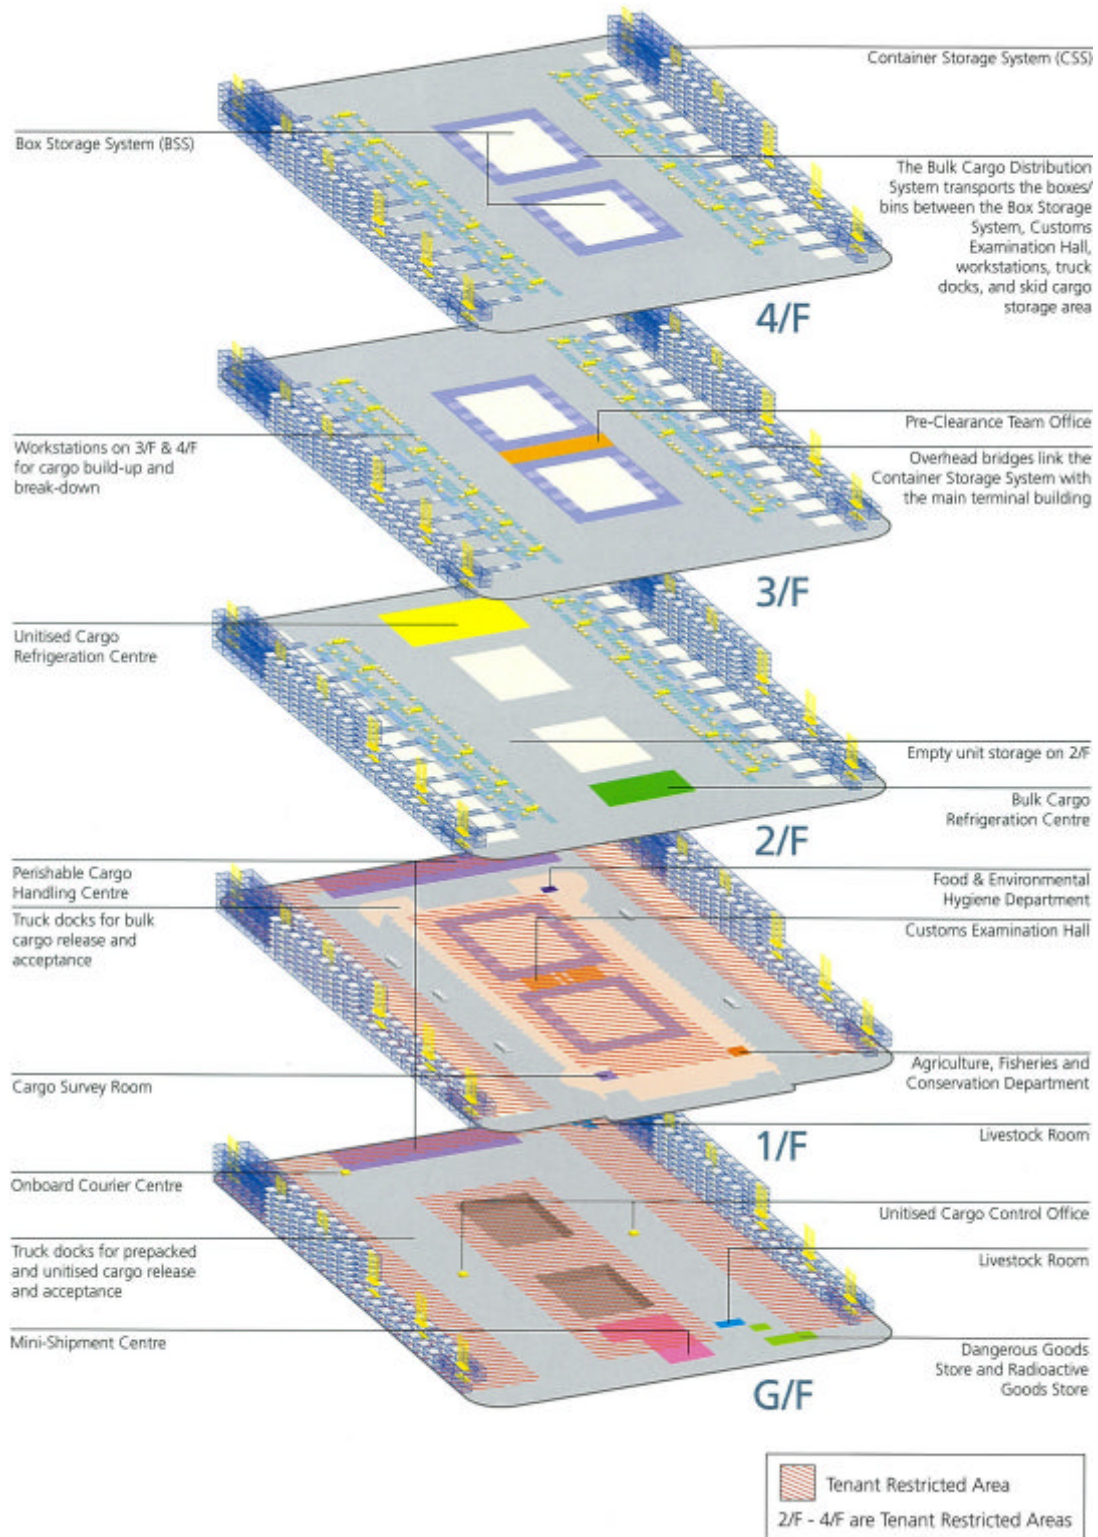 Container Storage System (CSS)
Box Storage System (BSS)
The Bulk Cargo Distribution
System transports the boxes/
bins between the Box Storage
System, Customs
Examination Hall,
workstations, truck
docks, and skid cargo
storage area
4/F
Pre-Clearance Team Office
Workstations on 3/F & 4/F
for cargo build-up and
break-down
Overhead bridges link the
Container Storage System with
the main terminal building
3/F
Unitised Cargo
Refrigeration Centre
Empty unit storage on 2/F
Bulk Cargo
Refrigeration Centre
2/F
Perishable Cargo
Handling Centre
Food & Environmental
Hygiene Department
Truck docks for bulk
cargo release and
acceptance
Customs Examination Hall
Agriculture, Fisheries and
Conservation Department
Cargo Survey Room
1/F
Livestock Room
Onboard Courier Centre
Unitised Cargo Control Office
Truck docks for prepacked
and unitised cargo release
and acceptance
Livestock Room
Mini-Shipment Centre
Dangerous Goods
Store and Radioactive
Goods Store
G/F
Tenant Restricted Area
2/F - 4/F are Tenant Restricted Areas